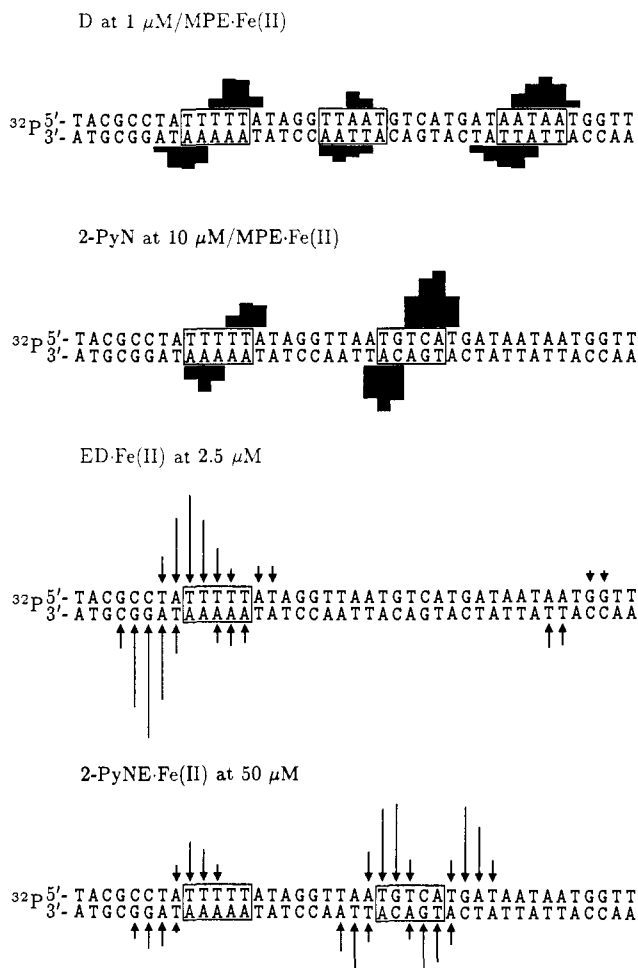 D at 1 μM/MPE·Fe(II)
³²P 5′- TACGCCTATTTTTATAGGTTAATGTCATGATAATAATGGTT
3′- ATGCGGATAAAAATATCCAATTACAGTACTATTATTACCAA
2-PyN at 10 μM/MPE·Fe(II)
³²P 5′- TACGCCTATTTTTATAGGTTAATGTCATGATAATAATGGTT
3′- ATGCGGATAAAAATATCCAATTACAGTACTATTATTACCAA
ED·Fe(II) at 2.5 μM
³²P 5′- TACGCCTATTTTTATAGGTTAATGTCATGATAATAATGGTT
3′- ATGCGGATAAAAATATCCAATTACAGTACTATTATTACCAA
2-PyNE·Fe(II) at 50 μM
³²P 5′- TACGCCTATTTTTATAGGTTAATGTCATGATAATAATGGTT
3′- ATGCGGATAAAAATATCCAATTACAGTACTATTATTACCAA